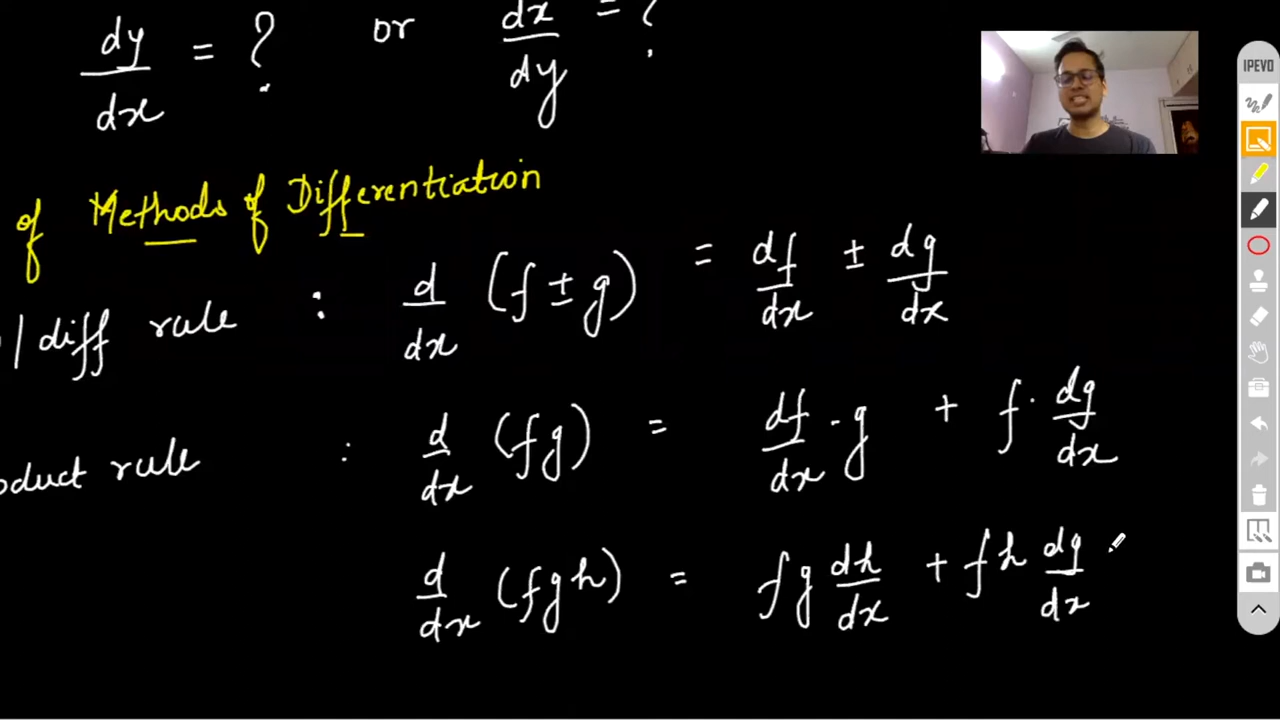 dy/dx = ? or dx/dy = ?
IPEVO
of Methods of Differentiation
/diff rule : d/dx (f ± g) = df/dx ± dg/dx
oduct rule : d/dx (fg) = df/dx · g + f · dg/dx
d/dx (fgh) = fg dh/dx + fh dg/dx